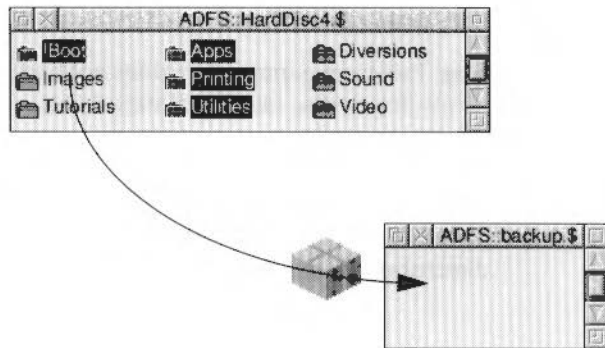 ADFS::HardDisc4.$
!Boot Apps Diversions
Images Printing Sound
Tutorials Utilities Video
ADFS::backup.$